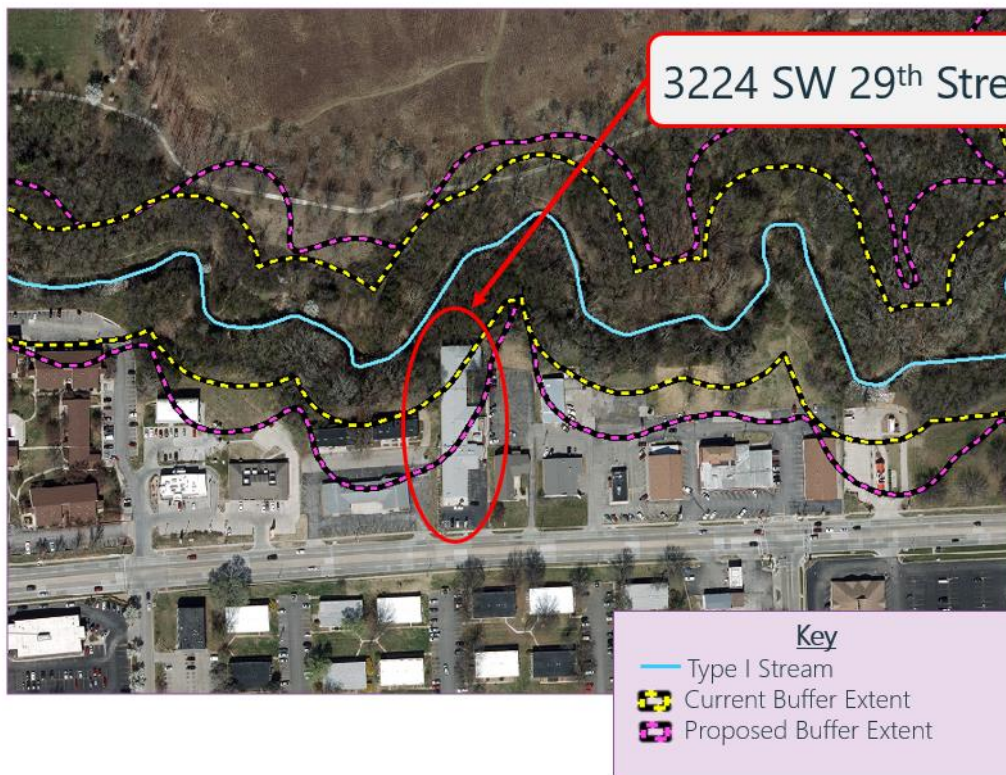 3224 SW 29th Stre
Key
Type I Stream
Current Buffer Extent
Proposed Buffer Extent